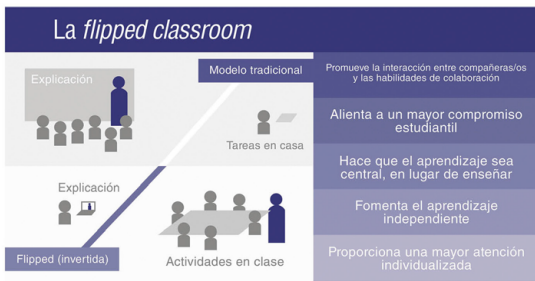 La flipped classroom
Explicación
Modelo tradicional
Tareas en casa
Explicación
Flipped (invertida)
Actividades en clase
Promueve la interacción entre compañeras/os
y las habilidades de colaboración
Alienta a un mayor compromiso
estudiantil
Hace que el aprendizaje sea
central, en lugar de enseñar
Fomenta el aprendizaje
independiente
Proporciona una mayor atención
individualizada